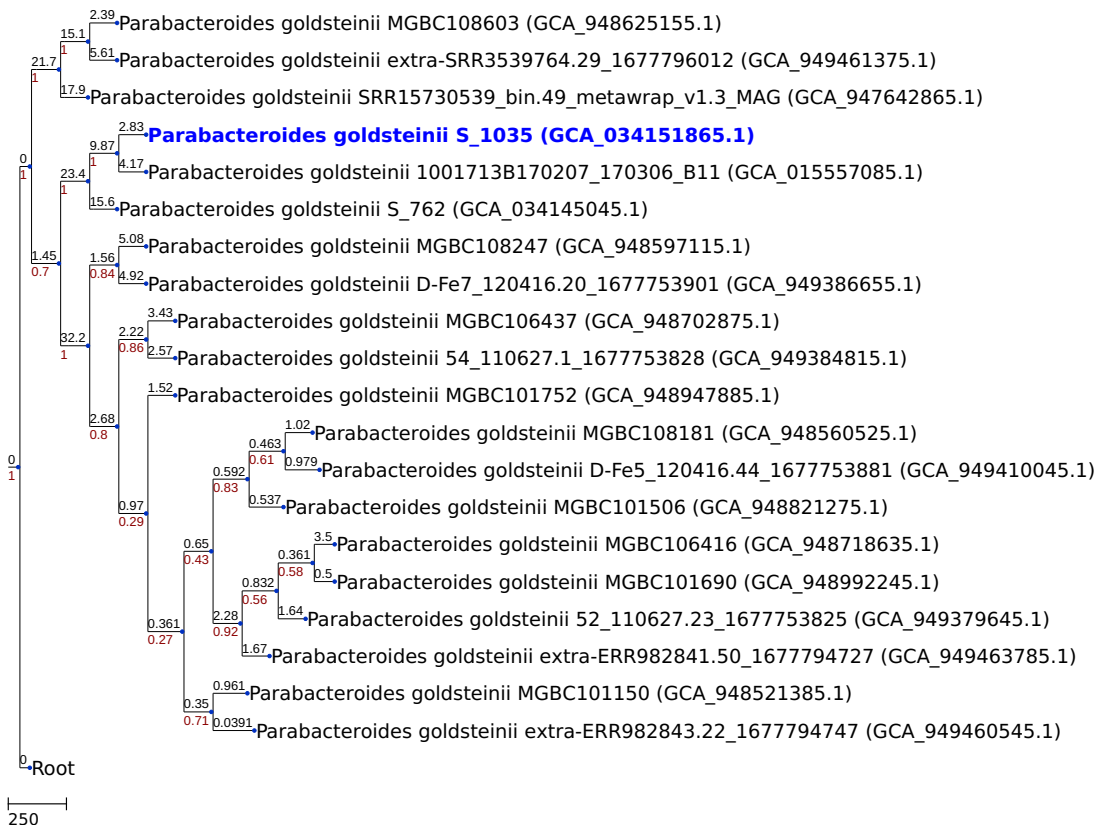 2.39
Parabacteroides goldsteinii MGBC108603 (GCA_948625155.1)
15.1
1
5.61
Parabacteroides goldsteinii extra-SRR3539764.29_1677796012 (GCA_949461375.1)
21.7
1
17.9
Parabacteroides goldsteinii SRR15730539_bin.49_metawrap_v1.3_MAG (GCA_947642865.1)
2.83
Parabacteroides goldsteinii S_1035 (GCA_034151865.1)
9.87
1
0
1
4.17
Parabacteroides goldsteinii 1001713B170207_170306_B11 (GCA_015557085.1)
23.4
1
15.6
Parabacteroides goldsteinii S_762 (GCA_034145045.1)
5.08
Parabacteroides goldsteinii MGBC108247 (GCA_948597115.1)
1.45
0.7
1.56
0.84
4.92
Parabacteroides goldsteinii D-Fe7_120416.20_1677753901 (GCA_949386655.1)
3.43
Parabacteroides goldsteinii MGBC106437 (GCA_948702875.1)
32.2
1
2.22
0.86
2.57
Parabacteroides goldsteinii 54_110627.1_1677753828 (GCA_949384815.1)
1.52
Parabacteroides goldsteinii MGBC101752 (GCA_948947885.1)
2.68
0.8
1.02
Parabacteroides goldsteinii MGBC108181 (GCA_948560525.1)
0.463
0.61
0
1
0.979
Parabacteroides goldsteinii D-Fe5_120416.44_1677753881 (GCA_949410045.1)
0.592
0.83
0.537
Parabacteroides goldsteinii MGBC101506 (GCA_948821275.1)
0.97
0.29
3.5
Parabacteroides goldsteinii MGBC106416 (GCA_948718635.1)
0.65
0.43
0.361
0.58
0.5
Parabacteroides goldsteinii MGBC101690 (GCA_948992245.1)
0.832
0.56
1.64
Parabacteroides goldsteinii 52_110627.23_1677753825 (GCA_949379645.1)
0.361
0.27
2.28
0.92
1.67
Parabacteroides goldsteinii extra-ERR982841.50_1677794727 (GCA_949463785.1)
0.961
Parabacteroides goldsteinii MGBC101150 (GCA_948521385.1)
0.35
0.71
0.0391
Parabacteroides goldsteinii extra-ERR982843.22_1677794747 (GCA_949460545.1)
0
Root
250